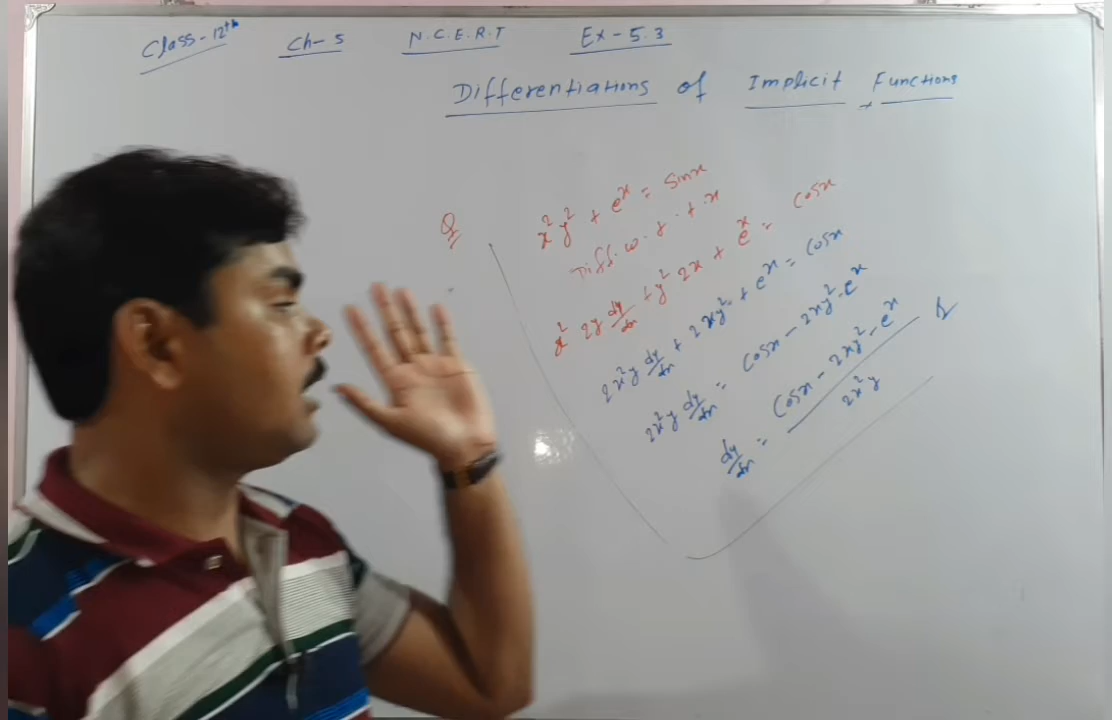 Class-12th Ch-5 N.C.E.R.T Ex-5.3
Differentiations of Implicit Functions
Q x²y² + eˣ = Sinx
Diff. w.r.t.x
x² 2y dy/dx + y² 2x + eˣ = Cosx
2x²y dy/dx + 2xy² + eˣ = Cosx
2x²y dy/dx = Cosx - 2xy² - eˣ
dy/dx = Cosx - 2xy² - eˣ / 2x²y